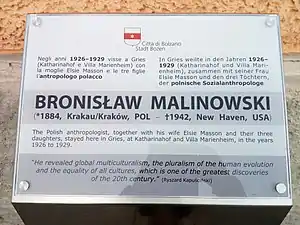 Città di Bolzano
Stadt Bozen
Negli anni 1926-1929 visse a Gries
(Katharinahof e Villa Marienheim) con
la moglie Elsie Masson e le tre figlie
l'antropologo polacco
In Gries weilte in den Jahren 1926-
1929 (Katharinahof und Villa Mari-
enheim), zusammen mit seiner Frau
Elsie Masson und den drei Töchtern,
der polnische Sozialanthropologe
BRONISŁAW MALINOWSKI
(*1884, Krakau/Kraków, POL - †1942, New Haven, USA)
The Polish anthropologist, together with his wife Elsie Masson and their three
daughters, stayed here in Gries, at Katharinahof and Villa Marienheim, in the years
1926 to 1929.
"He revealed global multiculturalism, the pluralism of the human evolution
and the equality of all cultures, which is one of the greatest discoveries
of the 20th century." (Ryszard Kapuściński)